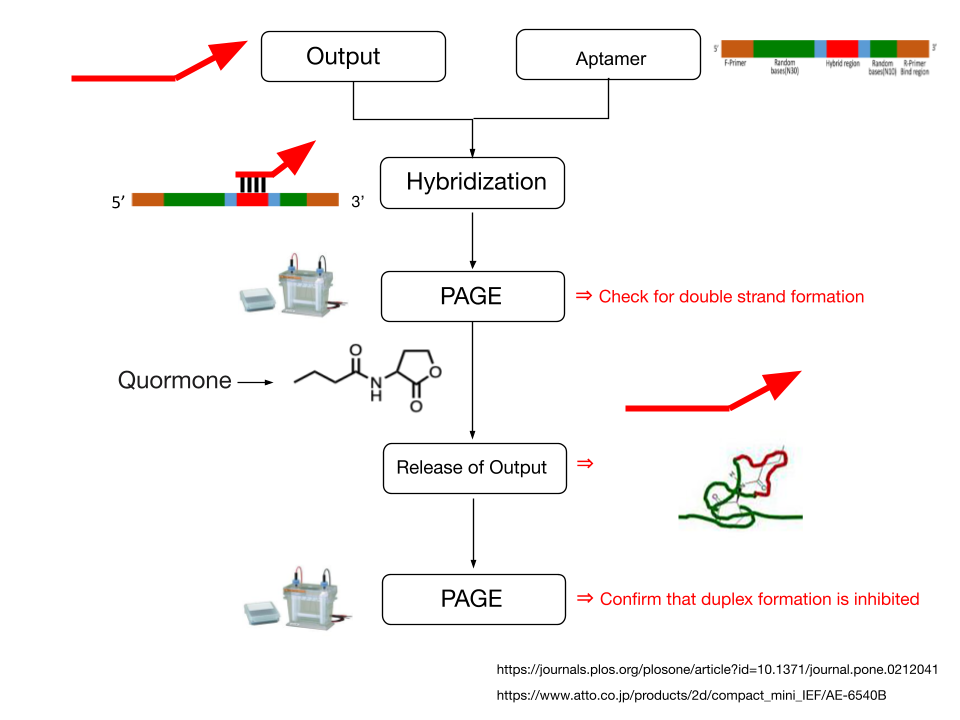 Output
Aptamer
5' 3'
F-Primer Random bases(N30) Hybrid region Random bases(N10) R-Primer Bind region
Hybridization
5' 3'
PAGE
⇒ Check for double strand formation
Quormone
O
O
N
H
O
Release of Output
⇒
PAGE
⇒ Confirm that duplex formation is inhibited
https://journals.plos.org/plosone/article?id=10.1371/journal.pone.0212041
https://www.atto.co.jp/products/2d/compact_mini_IEF/AE-6540B